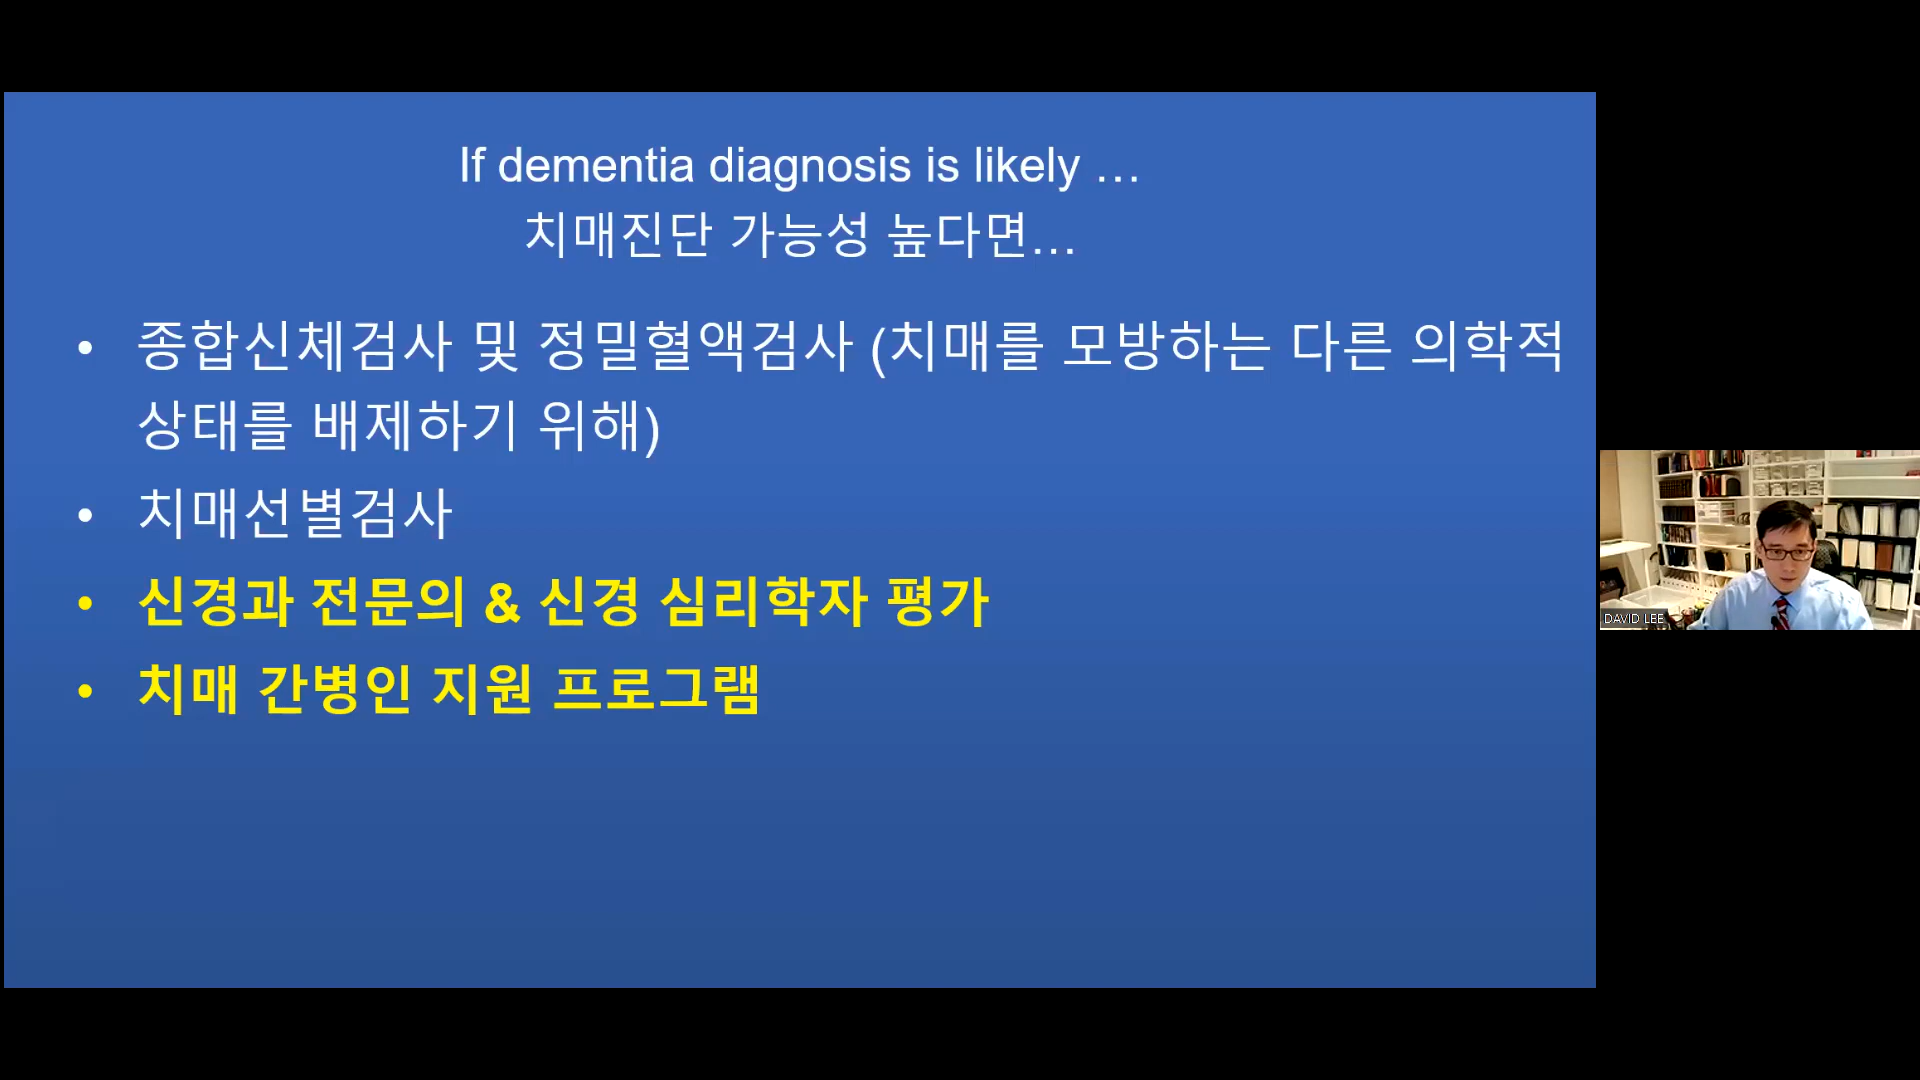 If dementia diagnosis is likely …
치매진단 가능성 높다면…
• 종합신체검사 및 정밀혈액검사 (치매를 모방하는 다른 의학적
상태를 배제하기 위해)
• 치매선별검사
• 신경과 전문의 & 신경 심리학자 평가
• 치매 간병인 지원 프로그램
DAVID LEE